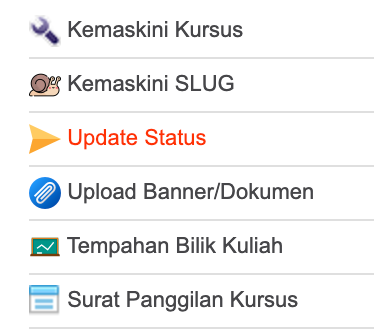 Kemaskini Kursus
Kemaskini SLUG
Update Status
Upload Banner/Dokumen
Tempahan Bilik Kuliah
Surat Panggilan Kursus